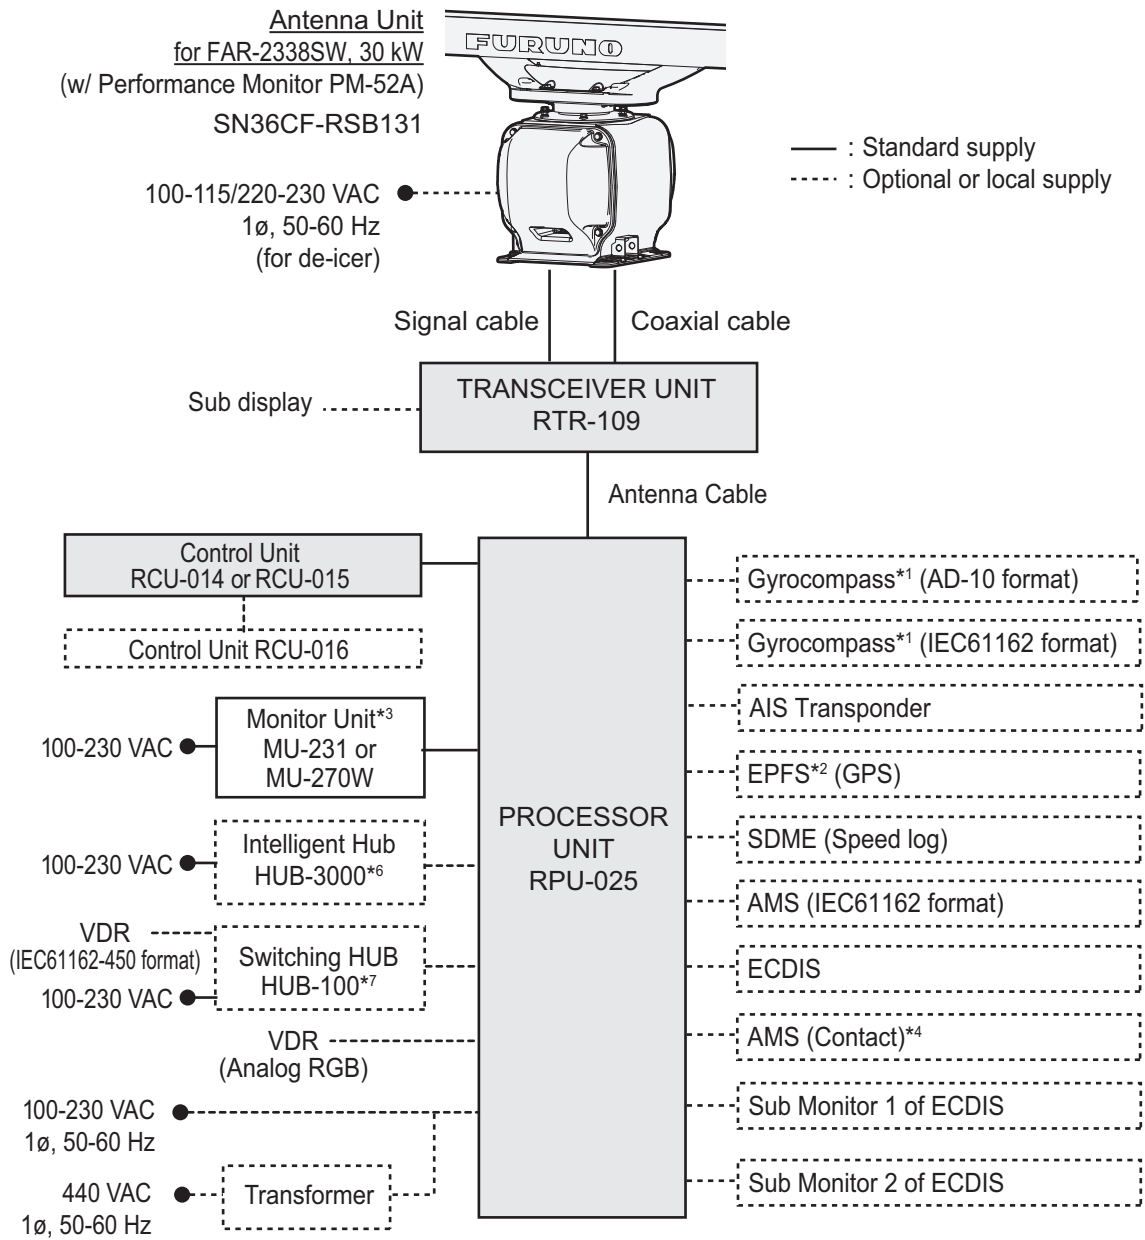 Antenna Unit
for FAR-2338SW, 30 kW
(w/ Performance Monitor PM-52A)
SN36CF-RSB131
FURUNO
100-115/220-230 VAC
1ø, 50-60 Hz
(for de-icer)
: Standard supply
: Optional or local supply
Signal cable
Coaxial cable
TRANSCEIVER UNIT
RTR-109
Sub display
Antenna Cable
Control Unit
RCU-014 or RCU-015
Control Unit RCU-016
Monitor Unit*3
MU-231 or
MU-270W
100-230 VAC
Intelligent Hub
HUB-3000*6
100-230 VAC
VDR
(IEC61162-450 format)
Switching HUB
HUB-100*7
100-230 VAC
VDR
(Analog RGB)
100-230 VAC
1ø, 50-60 Hz
440 VAC
1ø, 50-60 Hz
Transformer
PROCESSOR
UNIT
RPU-025
Gyrocompass*1 (AD-10 format)
Gyrocompass*1 (IEC61162 format)
AIS Transponder
EPFS*2 (GPS)
SDME (Speed log)
AMS (IEC61162 format)
ECDIS
AMS (Contact)*4
Sub Monitor 1 of ECDIS
Sub Monitor 2 of ECDIS